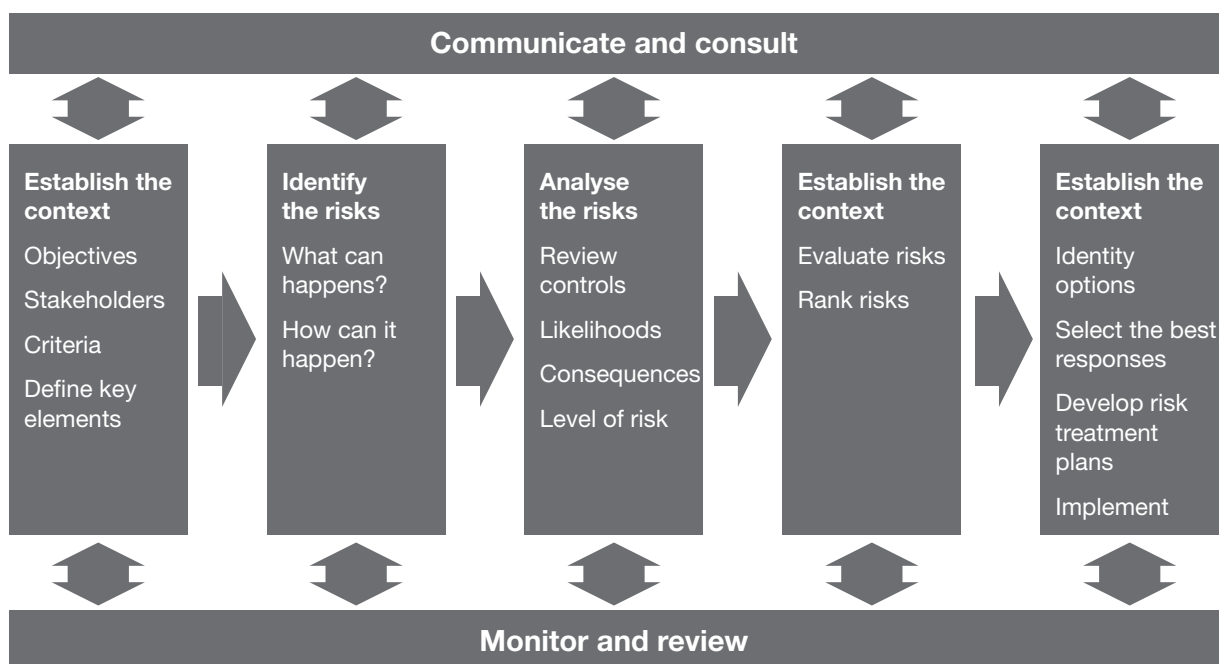 Communicate and consult
Establish the
context
Objectives
Stakeholders
Criteria
Define key
elements
Identify
the risks
What can
happens?
How can it
happen?
Analyse
the risks
Review
controls
Likelihoods
Consequences
Level of risk
Establish the
context
Evaluate risks
Rank risks
Establish the
context
Identity
options
Select the best
responses
Develop risk
treatment
plans
Implement
Monitor and review